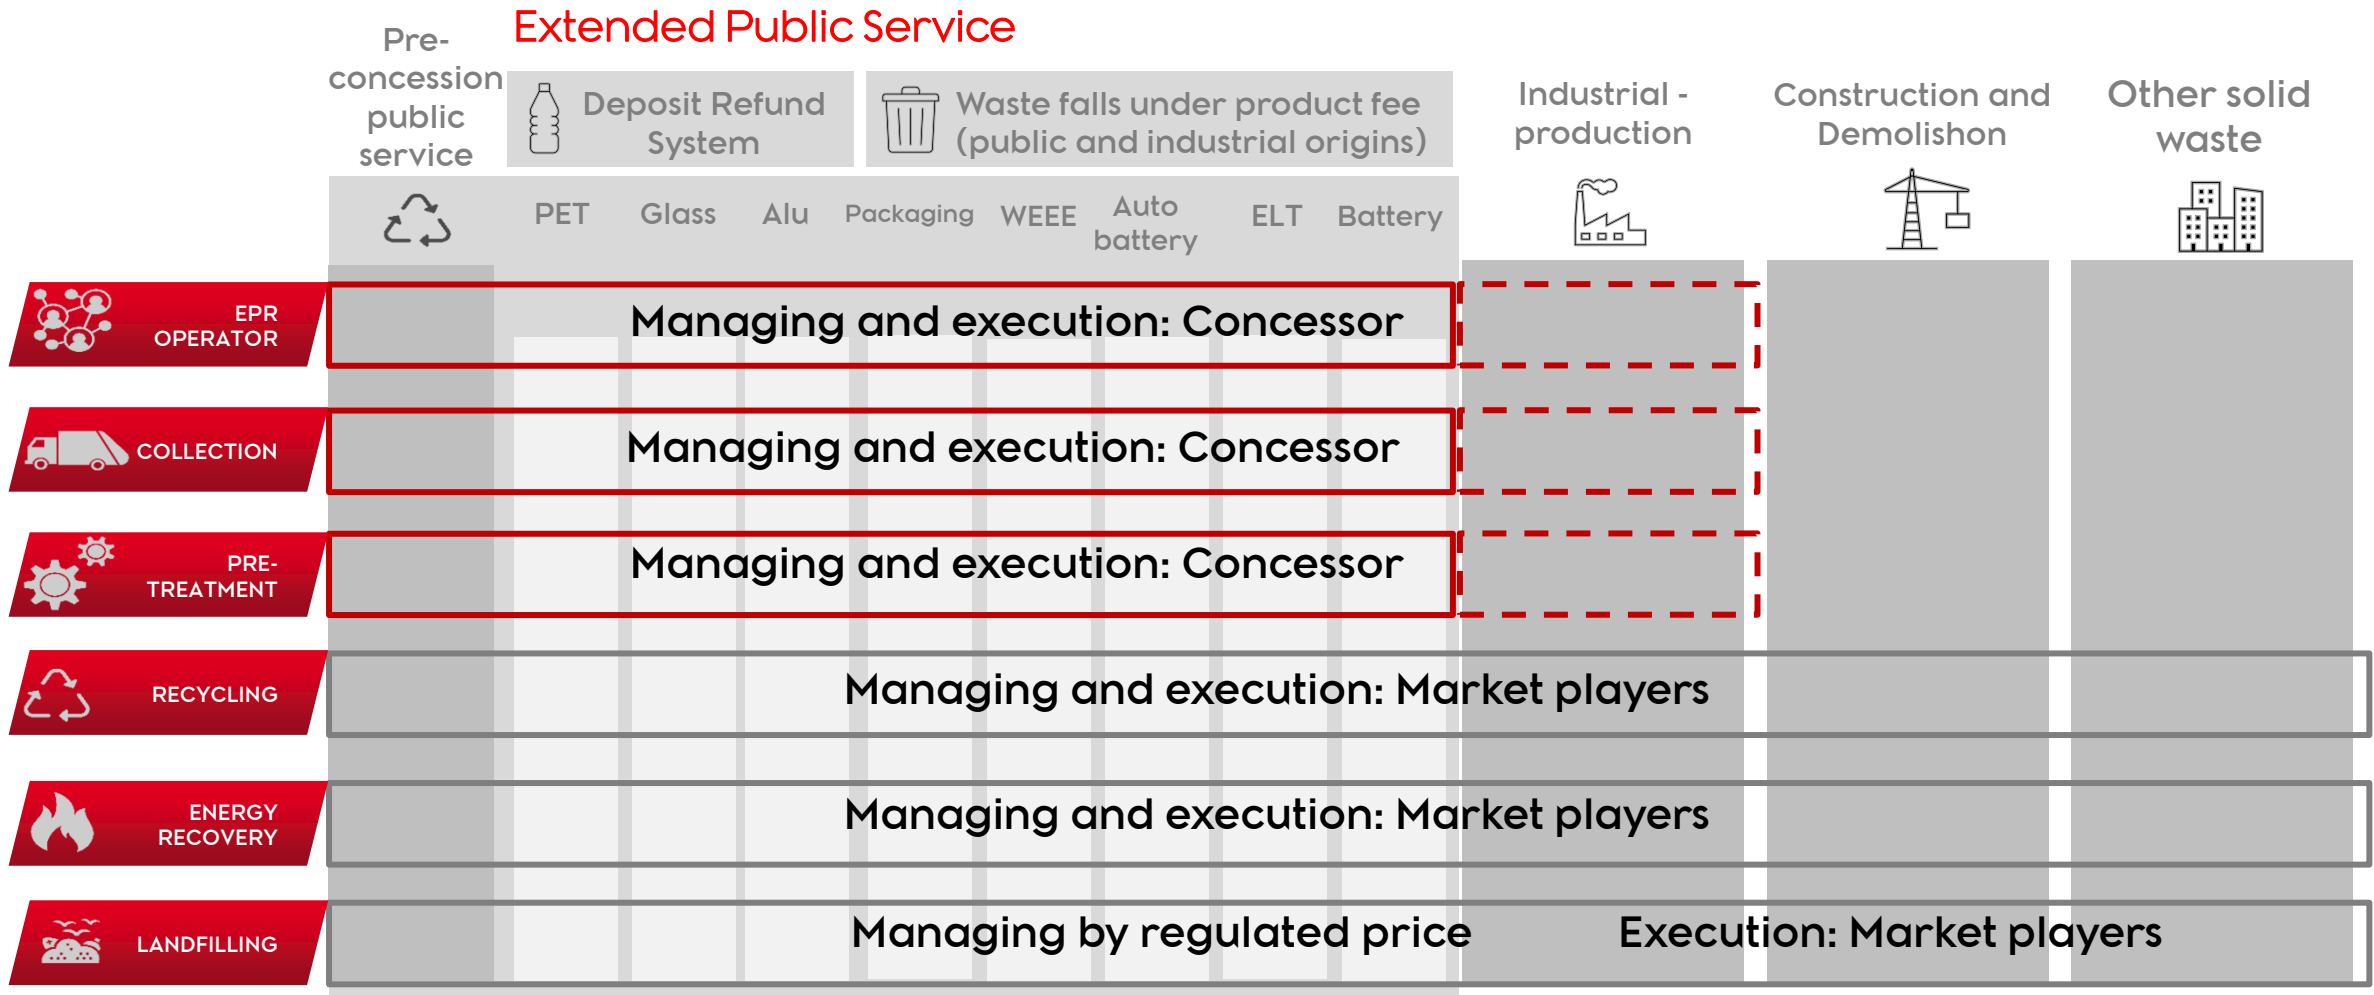 Extended Public Service
Pre-
concession
public
service
Deposit Refund
System
Waste falls under product fee
(public and industrial origins)
Industrial -
production
Construction and
Demolishon
Other solid
waste
PET
Glass
Alu
Packaging
WEEE
Auto
battery
ELT
Battery
EPR
OPERATOR
Managing and execution: Concessor
COLLECTION
Managing and execution: Concessor
PRE-
TREATMENT
Managing and execution: Concessor
RECYCLING
Managing and execution: Market players
ENERGY
RECOVERY
Managing and execution: Market players
LANDFILLING
Managing by regulated price
Execution: Market players